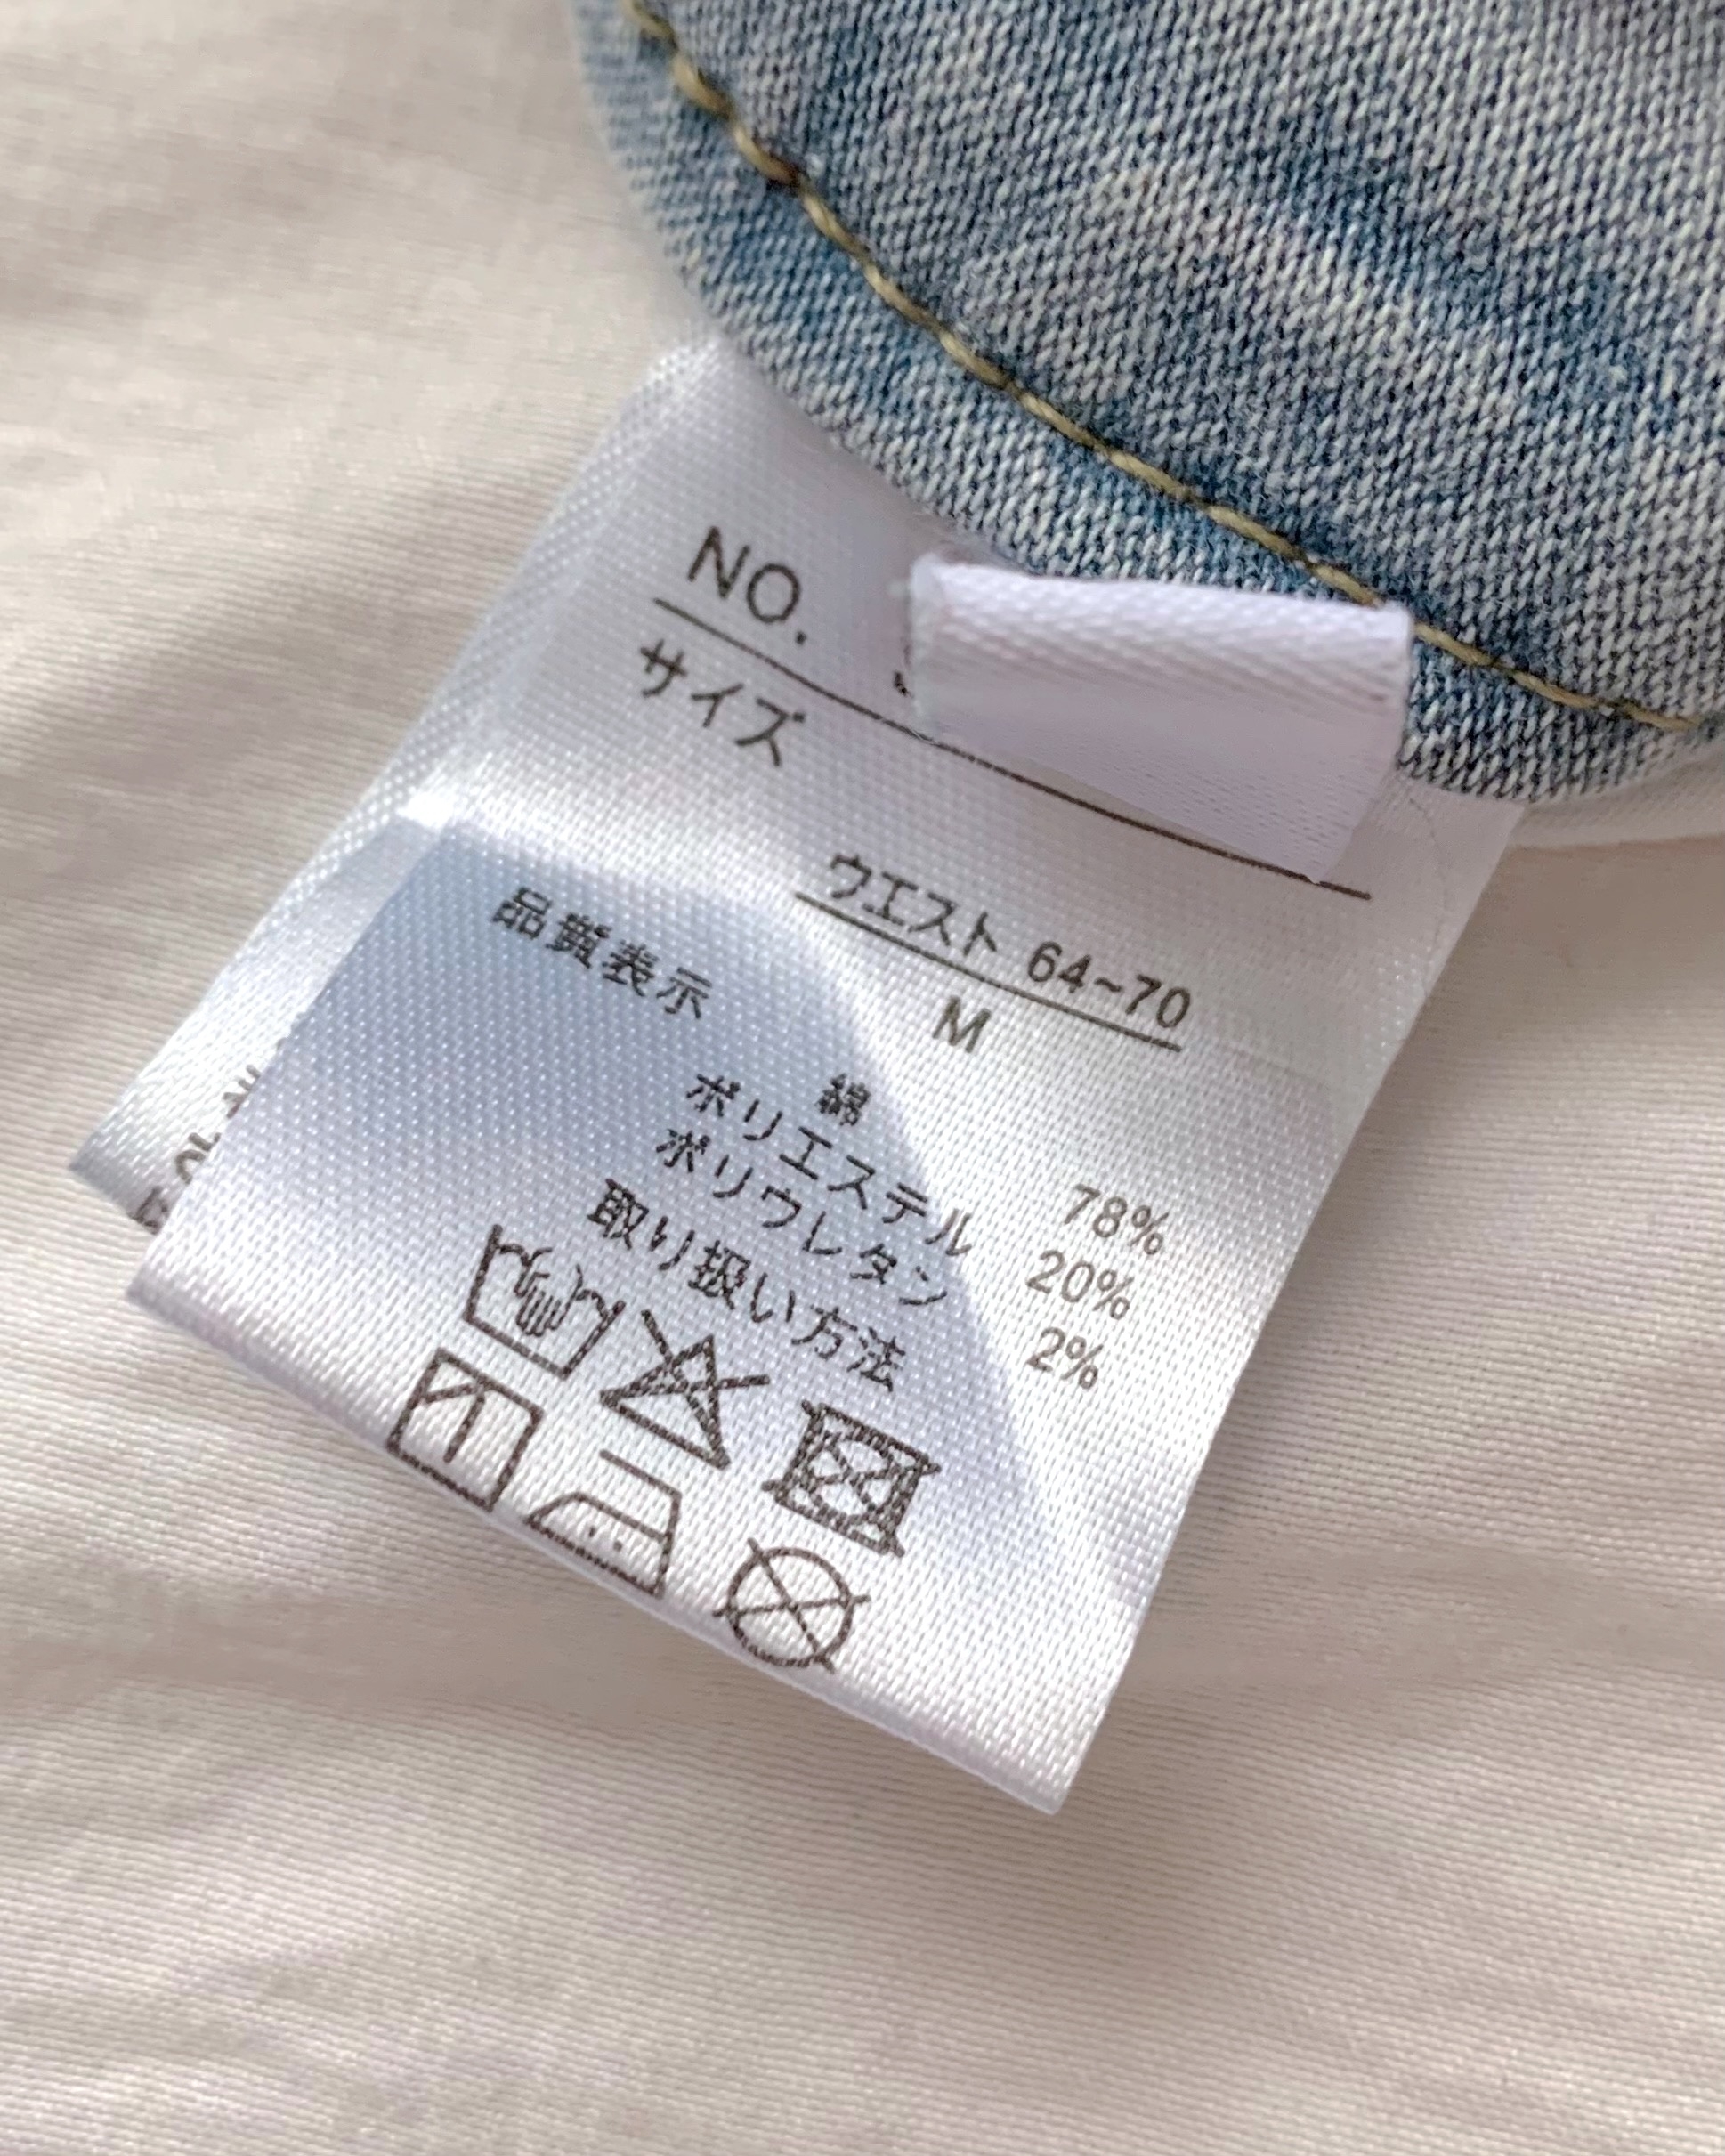 NO.
サイズ
ウエスト 64~70
M
品質表示
綿 78%
ポリエステル 20%
ポリウレタン 2%
取り扱い方法